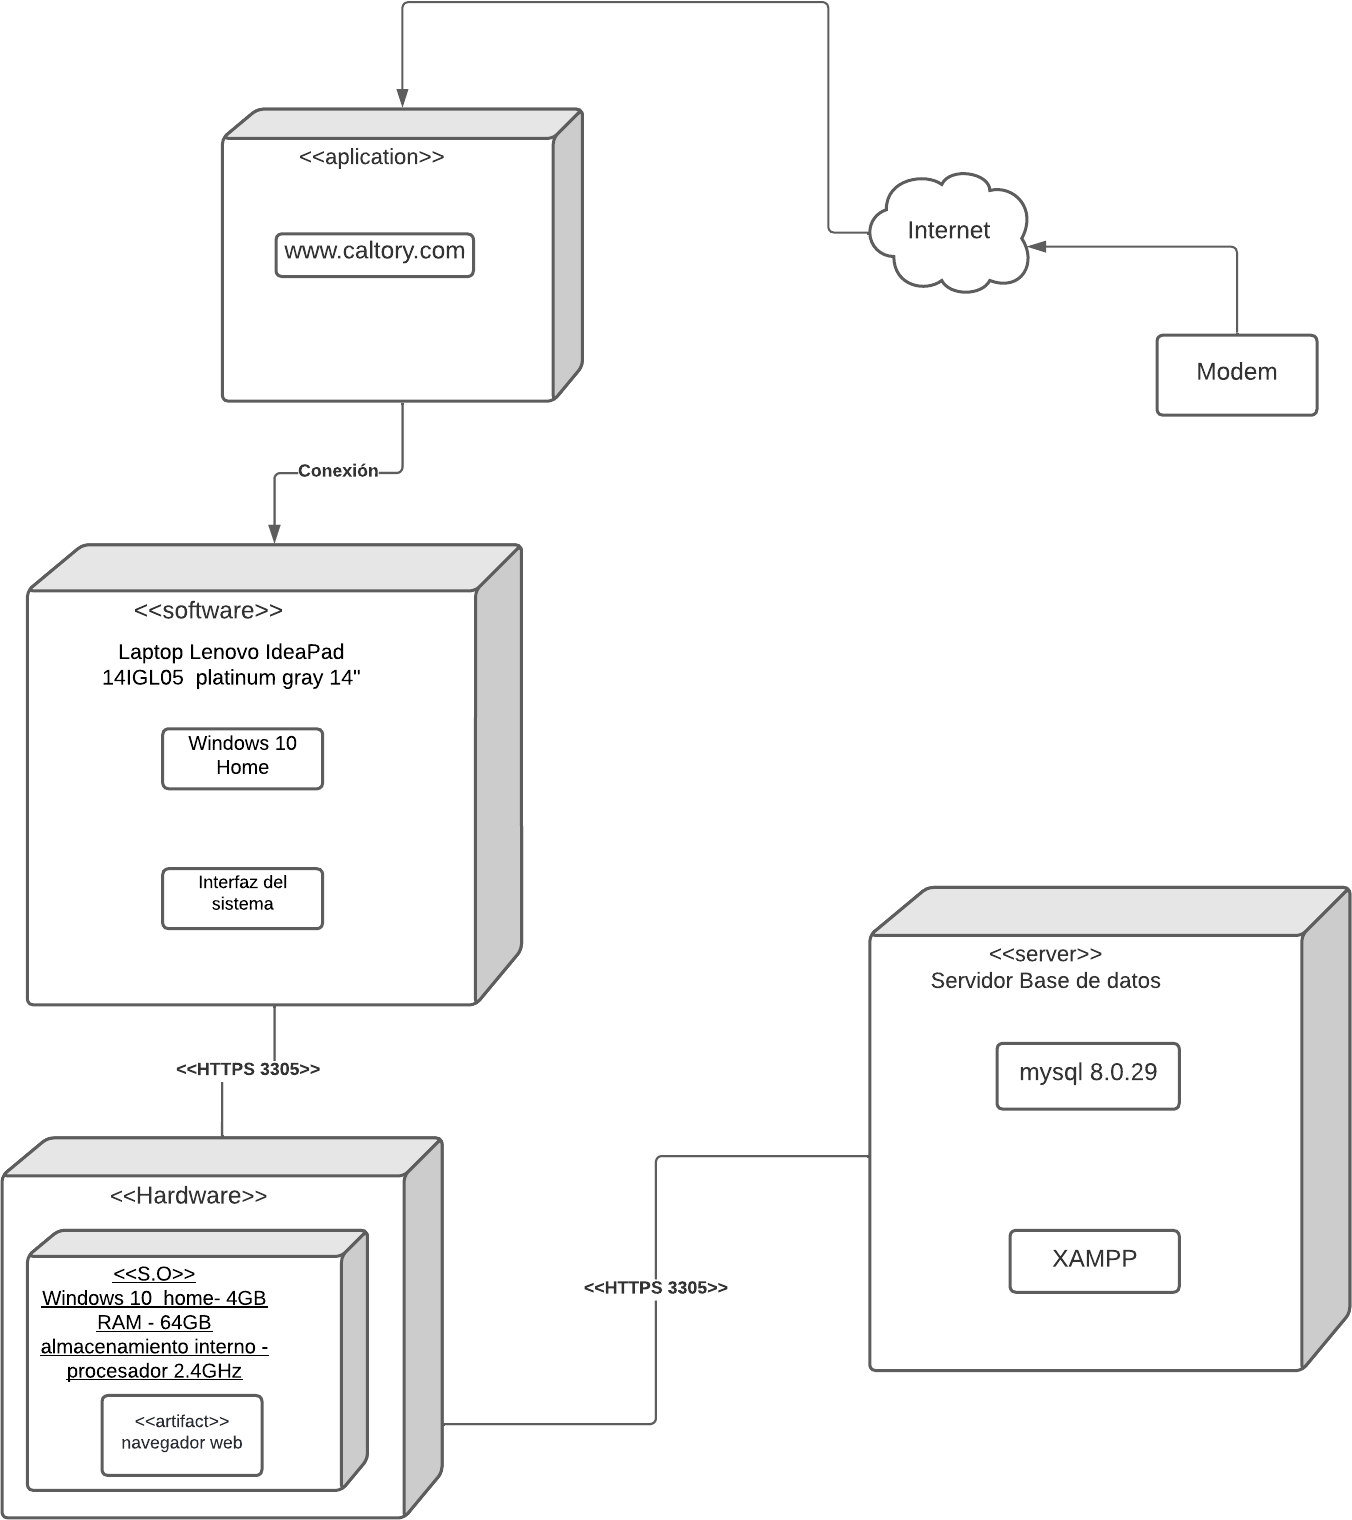 <<aplication>>
www.caltory.com
Internet
Modem
Conexión
<<software>>
Laptop Lenovo IdeaPad
14IGL05  platinum gray 14"
Windows 10
Home
Interfaz del
sistema
<<HTTPS 3305>>
<<server>>
Servidor Base de datos
mysql 8.0.29
XAMPP
<<Hardware>>
<<S.O>>
Windows 10  home- 4GB
RAM - 64GB
almacenamiento interno -
procesador 2.4GHz
<<artifact>>
navegador web
<<HTTPS 3305>>